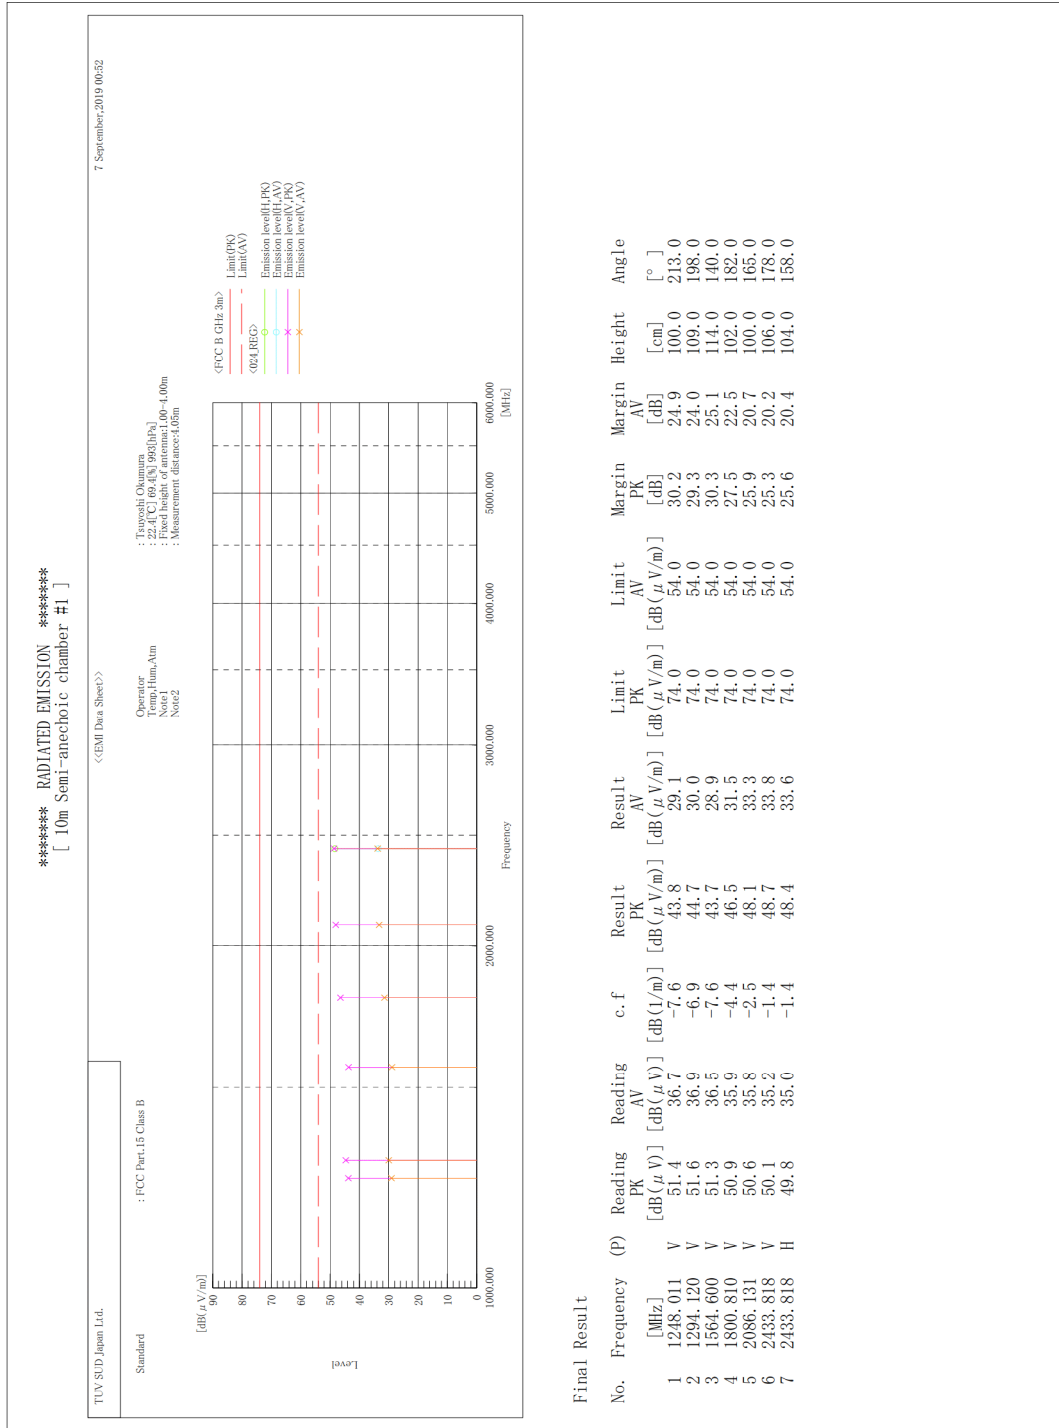 ******* RADIATED EMISSION *******
[ 10m Semi-anechoic chamber #1 ]
TUV SUD Japan Ltd.
<<EMI Data Sheet>>
7 September,2019 00:52
Standard : FCC Part.15 Class B
Operator : Tsuyoshi Okumura
Temp,Hum,Atm : 22.4[℃] 69.4[%] 993[hPa]
Note1 : Fixed height of antenna:1.00-4.00m
Note2 : Measurement distance:4.05m
<FCC B GHz 3m>
Limit(PK)
Limit(AV)
<024_REG>
Emission level(H,PK)
Emission level(H,AV)
Emission level(V,PK)
Emission level(V,AV)
[dB(μV/m)]
90
80
70
60
50
40
30
20
10
0
Level
1000.000 2000.000 3000.000 4000.000 5000.000 6000.000
[MHz]
Frequency
Final Result
No. Frequency (P) Reading Reading c.f Result Result Limit Limit Margin Margin Height Angle
PK AV PK AV PK AV PK AV
[MHz] [dB(μV)] [dB(μV)] [dB(1/m)] [dB(μV/m)] [dB(μV/m)] [dB(μV/m)] [dB(μV/m)] [dB] [dB] [cm] [°]
1 1248.011 V 51.4 36.7 -7.6 43.8 29.1 74.0 54.0 30.2 24.9 100.0 213.0
2 1294.120 V 51.6 36.9 -6.9 44.7 30.0 74.0 54.0 29.3 24.0 109.0 198.0
3 1564.600 V 51.3 36.5 -7.6 43.7 28.9 74.0 54.0 30.3 25.1 114.0 140.0
4 1800.810 V 50.9 35.9 -4.4 46.5 31.5 74.0 54.0 27.5 22.5 102.0 182.0
5 2086.131 V 50.6 35.8 -2.5 48.1 33.3 74.0 54.0 25.9 20.7 100.0 165.0
6 2433.818 V 50.1 35.2 -1.4 48.7 33.8 74.0 54.0 25.3 20.2 106.0 178.0
7 2433.818 H 49.8 35.0 -1.4 48.4 33.6 74.0 54.0 25.6 20.4 104.0 158.0